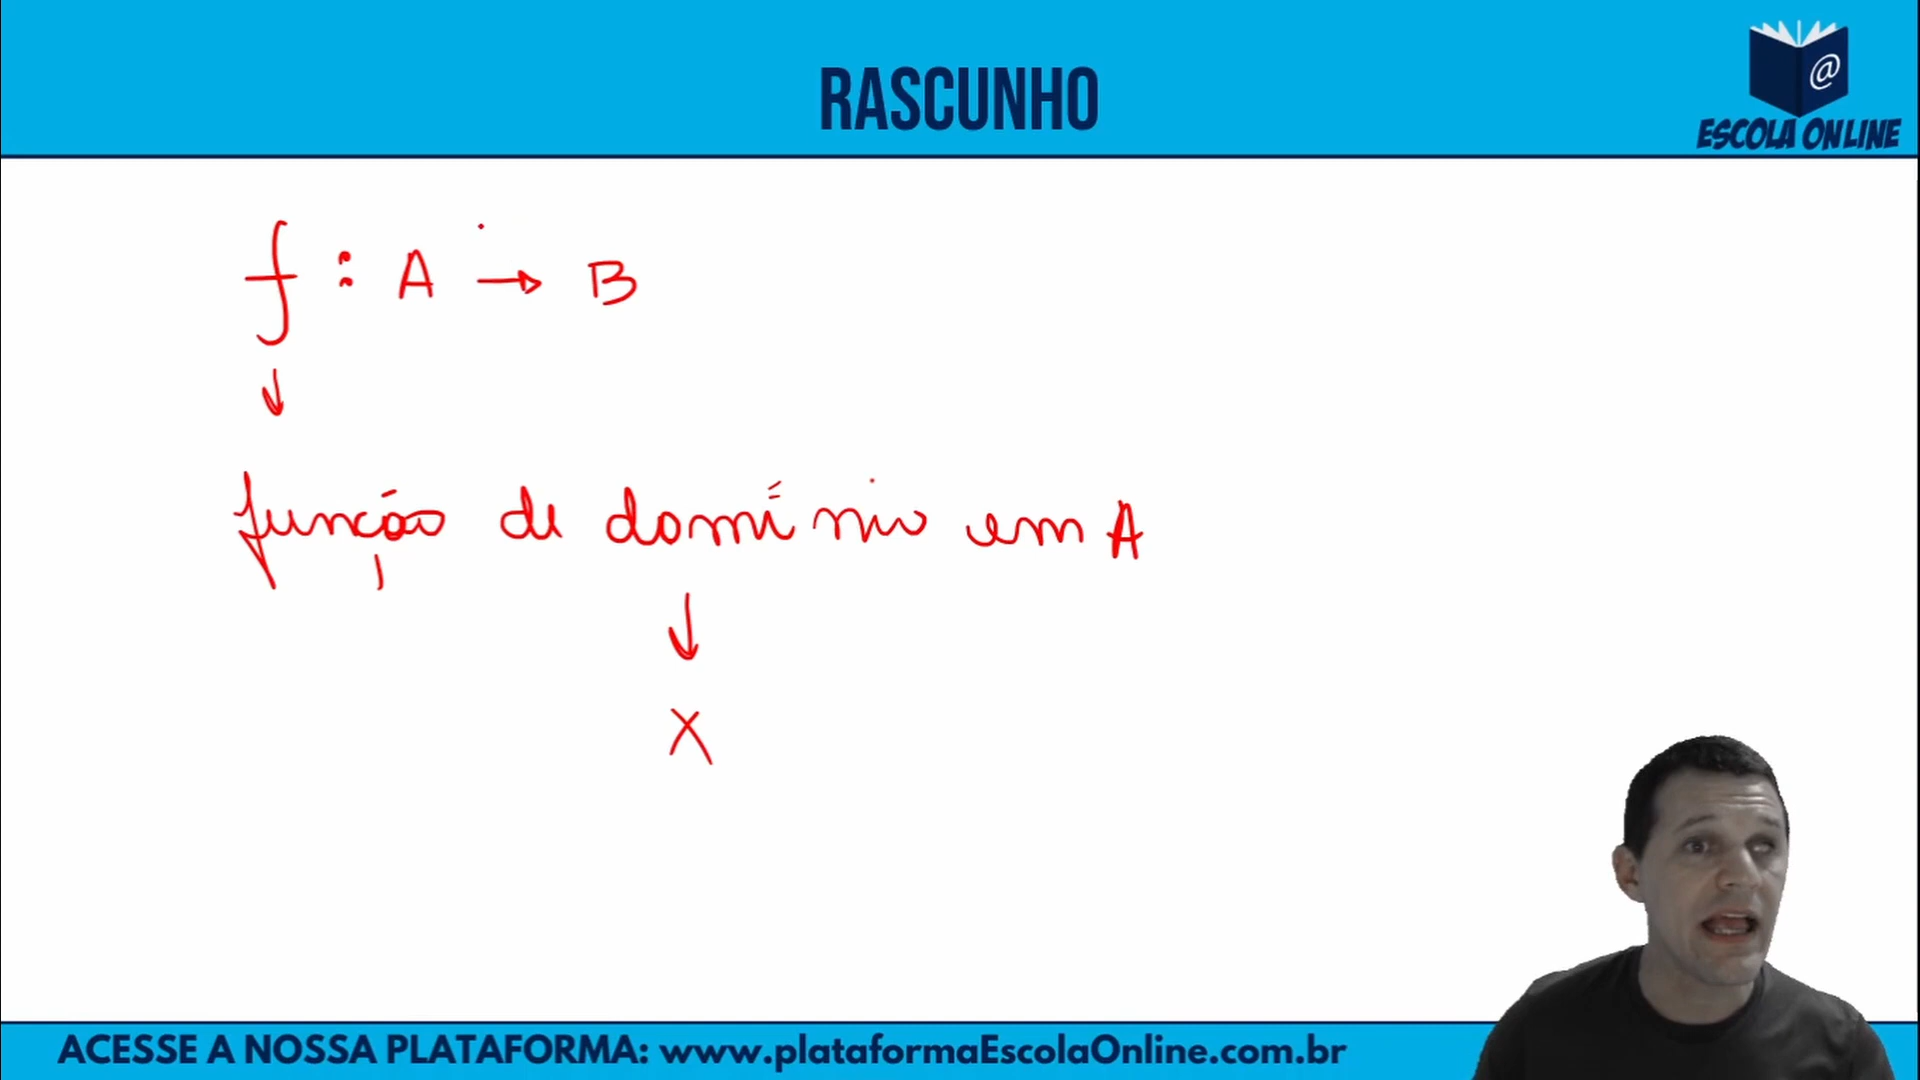 RASCUNHO
@
ESCOLA ONLINE
f : A → B
↓
função de domínio em A
↓
X
ACESSE A NOSSA PLATAFORMA: www.plataformaEscolaOnline.com.br